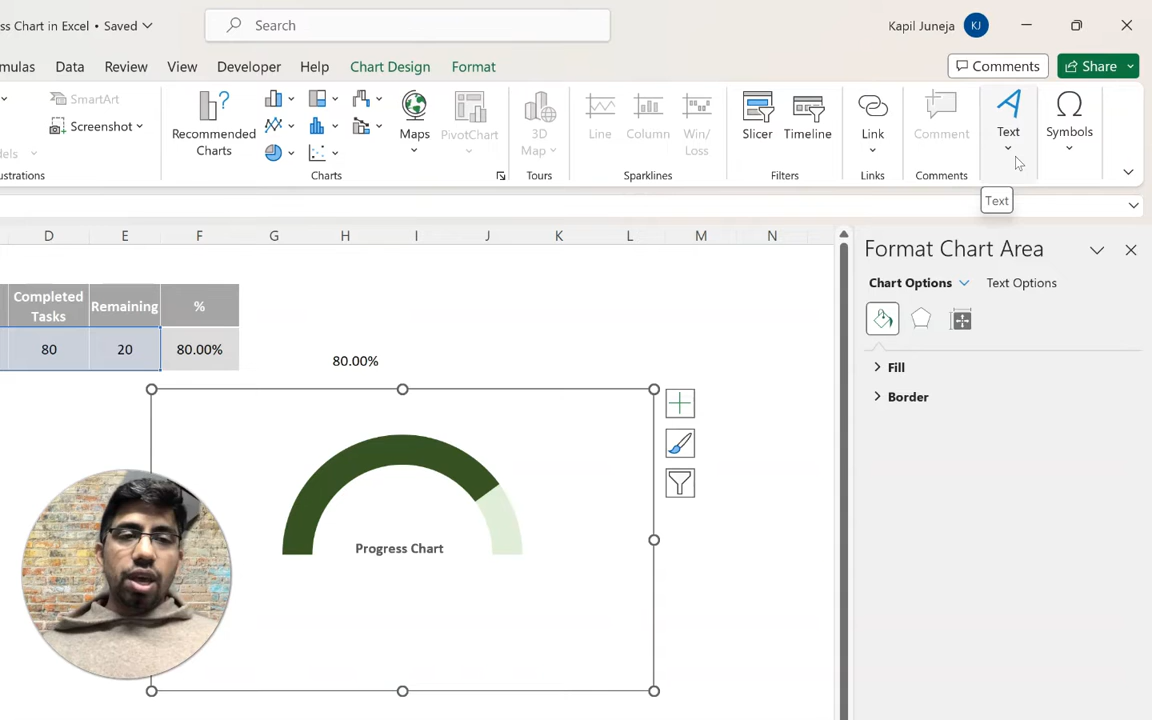 ss Chart in Excel • Saved
Search
Kapil Juneja
KJ
mulas
Data
Review
View
Developer
Help
Chart Design
Format
Comments
Share
SmartArt
Screenshot
dels
ustrations
Recommended
Charts
Maps
PivotChart
Charts
3D
Map
Tours
Line
Column
Win/
Loss
Sparklines
Slicer
Timeline
Filters
Link
Links
Comment
Comments
Text
Symbols
Text
D E F G H I J K L M N
Completed
Tasks
Remaining
%
80
20
80.00%
80.00%
Progress Chart
Format Chart Area
Chart Options
Text Options
Fill
Border